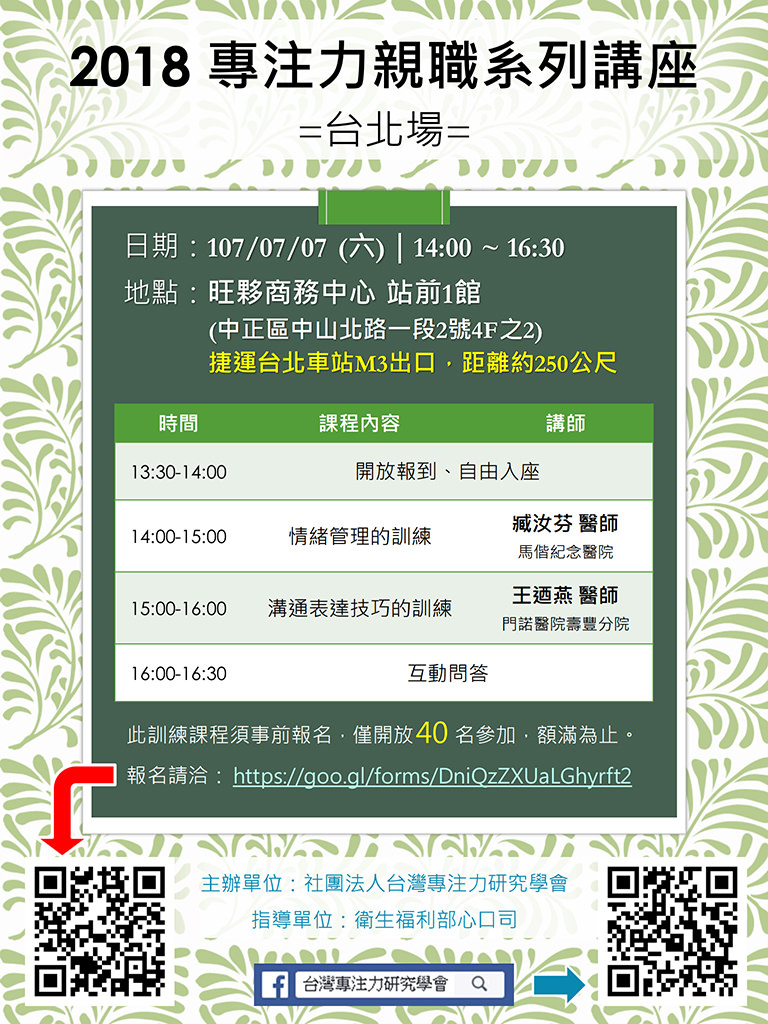 2018 專注力親職系列講座
=台北場=
日期：107/07/07 (六)｜14:00 ~ 16:30
地點：旺夥商務中心 站前1館
(中正區中山北路一段2號4F之2)
捷運台北車站M3出口，距離約250公尺
時間 課程內容 講師
13:30-14:00 開放報到、自由入座
14:00-15:00 情緒管理的訓練 臧汝芬 醫師
馬偕紀念醫院
15:00-16:00 溝通表達技巧的訓練 王迺燕 醫師
門諾醫院壽豐分院
16:00-16:30 互動問答
此訓練課程須事前報名，僅開放40 名參加，額滿為止。
報名請洽：https://goo.gl/forms/DniQzZXUaLGhyrft2
主辦單位：社團法人台灣專注力研究學會
指導單位：衛生福利部心口司
f 台灣專注力研究學會